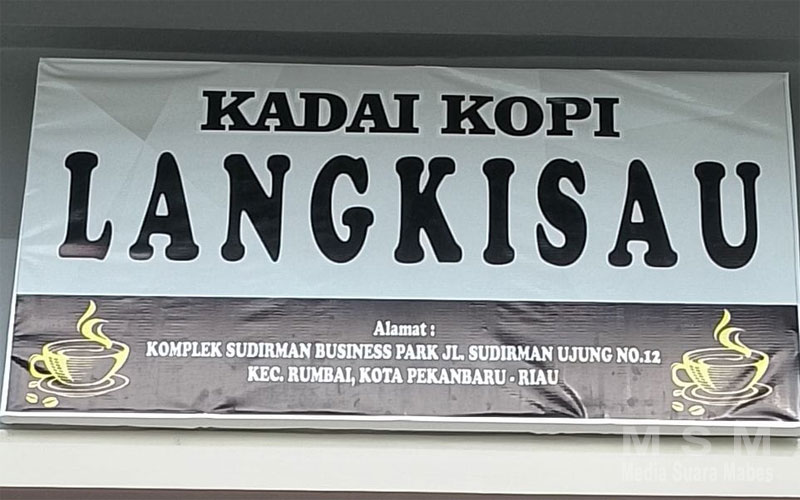 KADAI KOPI
LANGKISAU
Alamat :
KOMPLEK SUDIRMAN BUSINESS PARK JL. SUDIRMAN UJUNG NO.12
KEC. RUMBAI, KOTA PEKANBARU - RIAU
M S M
Media Suara Mabes